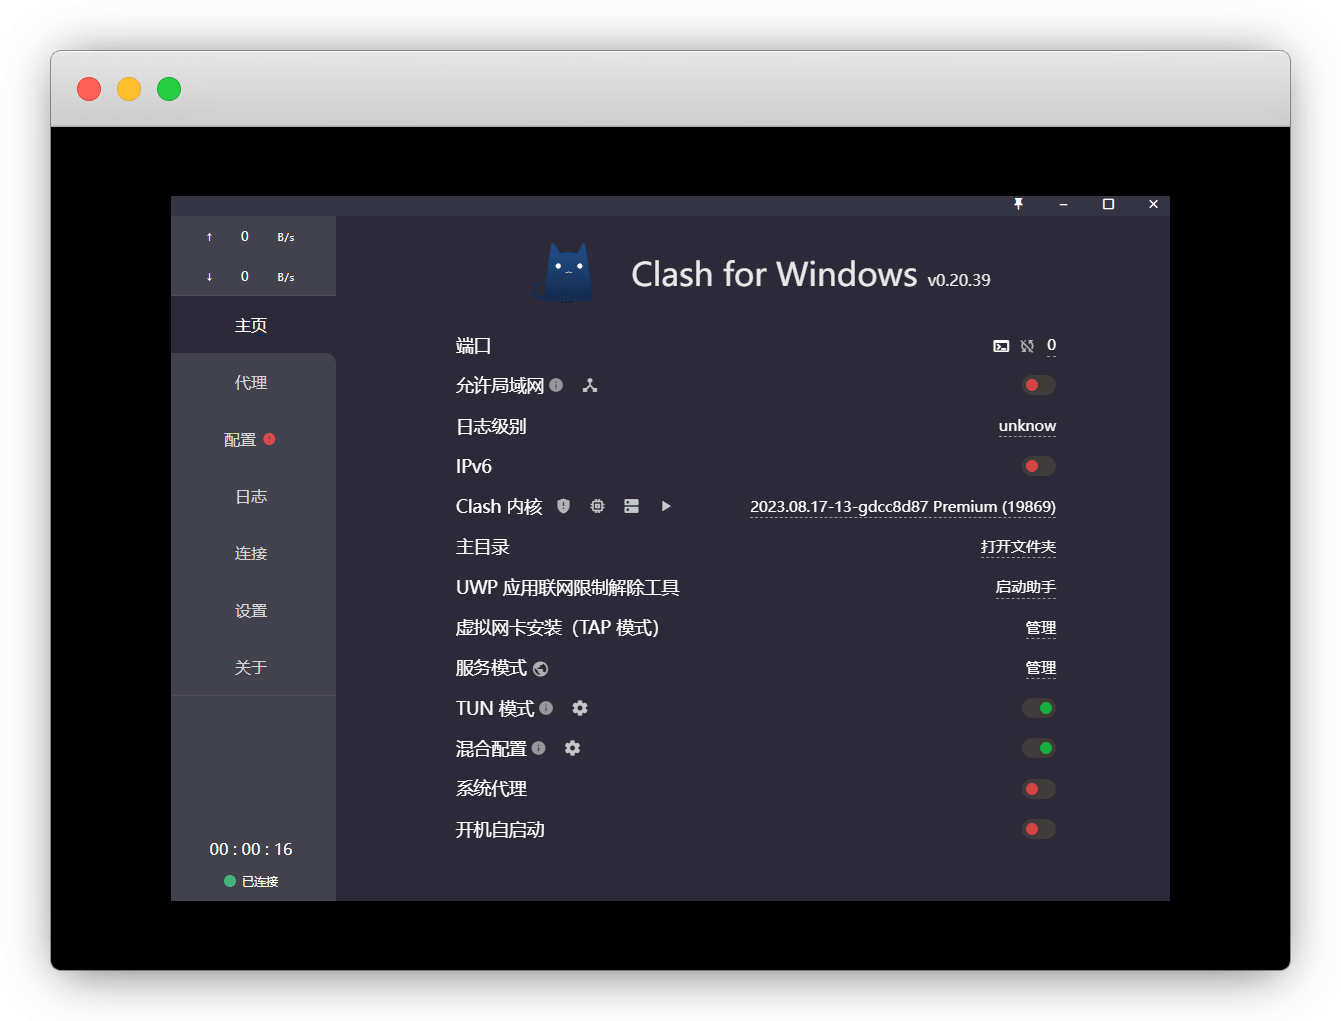 ↑ 0 B/s
↓ 0 B/s
主页
代理
配置
日志
连接
设置
关于
00 : 00 : 16
已连接
Clash for Windows v0.20.39
端口 0
允许局域网
日志级别 unknow
IPv6
Clash 内核 2023.08.17-13-gdcc8d87 Premium (19869)
主目录 打开文件夹
UWP 应用联网限制解除工具 启动助手
虚拟网卡安装（TAP 模式） 管理
服务模式 管理
TUN 模式
混合配置
系统代理
开机自启动